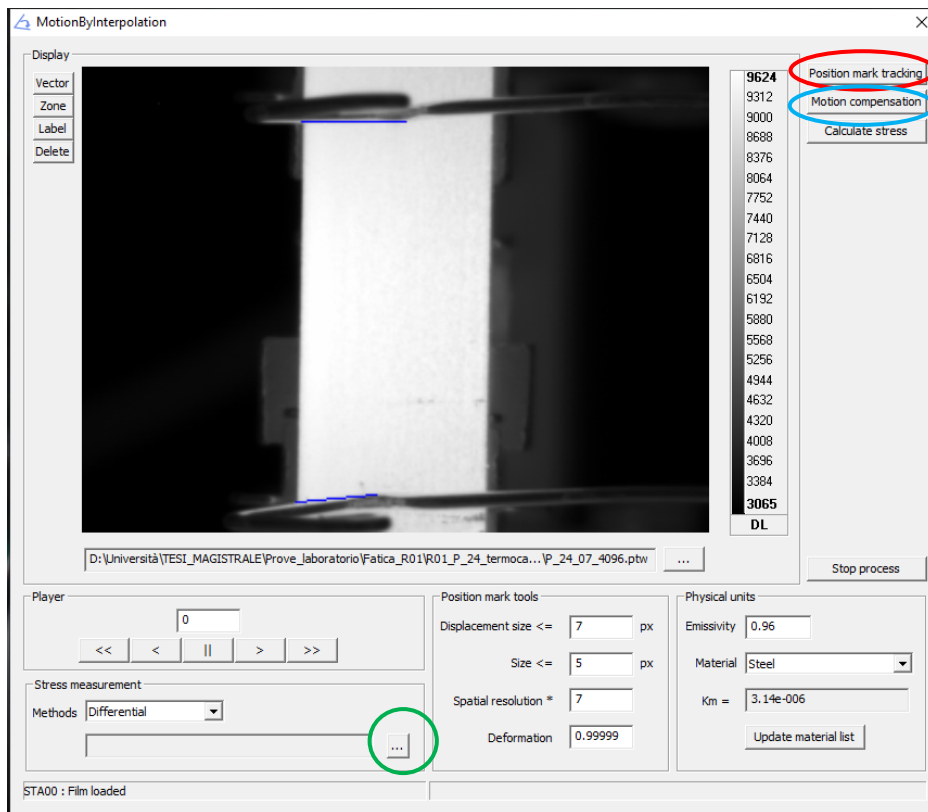 MotionByInterpolation
Display
Vector
Zone
Label
Delete
9624
9312
9000
8688
8376
8064
7752
7440
7128
6816
6504
6192
5880
5568
5256
4944
4632
4320
4008
3696
3384
3065
DL
Position mark tracking
Motion compensation
Calculate stress
D:\Università\TESI_MAGISTRALE\Prove_laboratorio\Fatica_R01\R01_P_24_termoca...\P_24_07_4096.ptw ...
Stop process
Player
0
<< < || > >>
Stress measurement
Methods Differential
...
Position mark tools
Displacement size <= 7 px
Size <= 5 px
Spatial resolution * 7
Deformation 0.99999
Physical units
Emissivity 0.96
Material Steel
Km = 3.14e-006
Update material list
STA00 : Film loaded